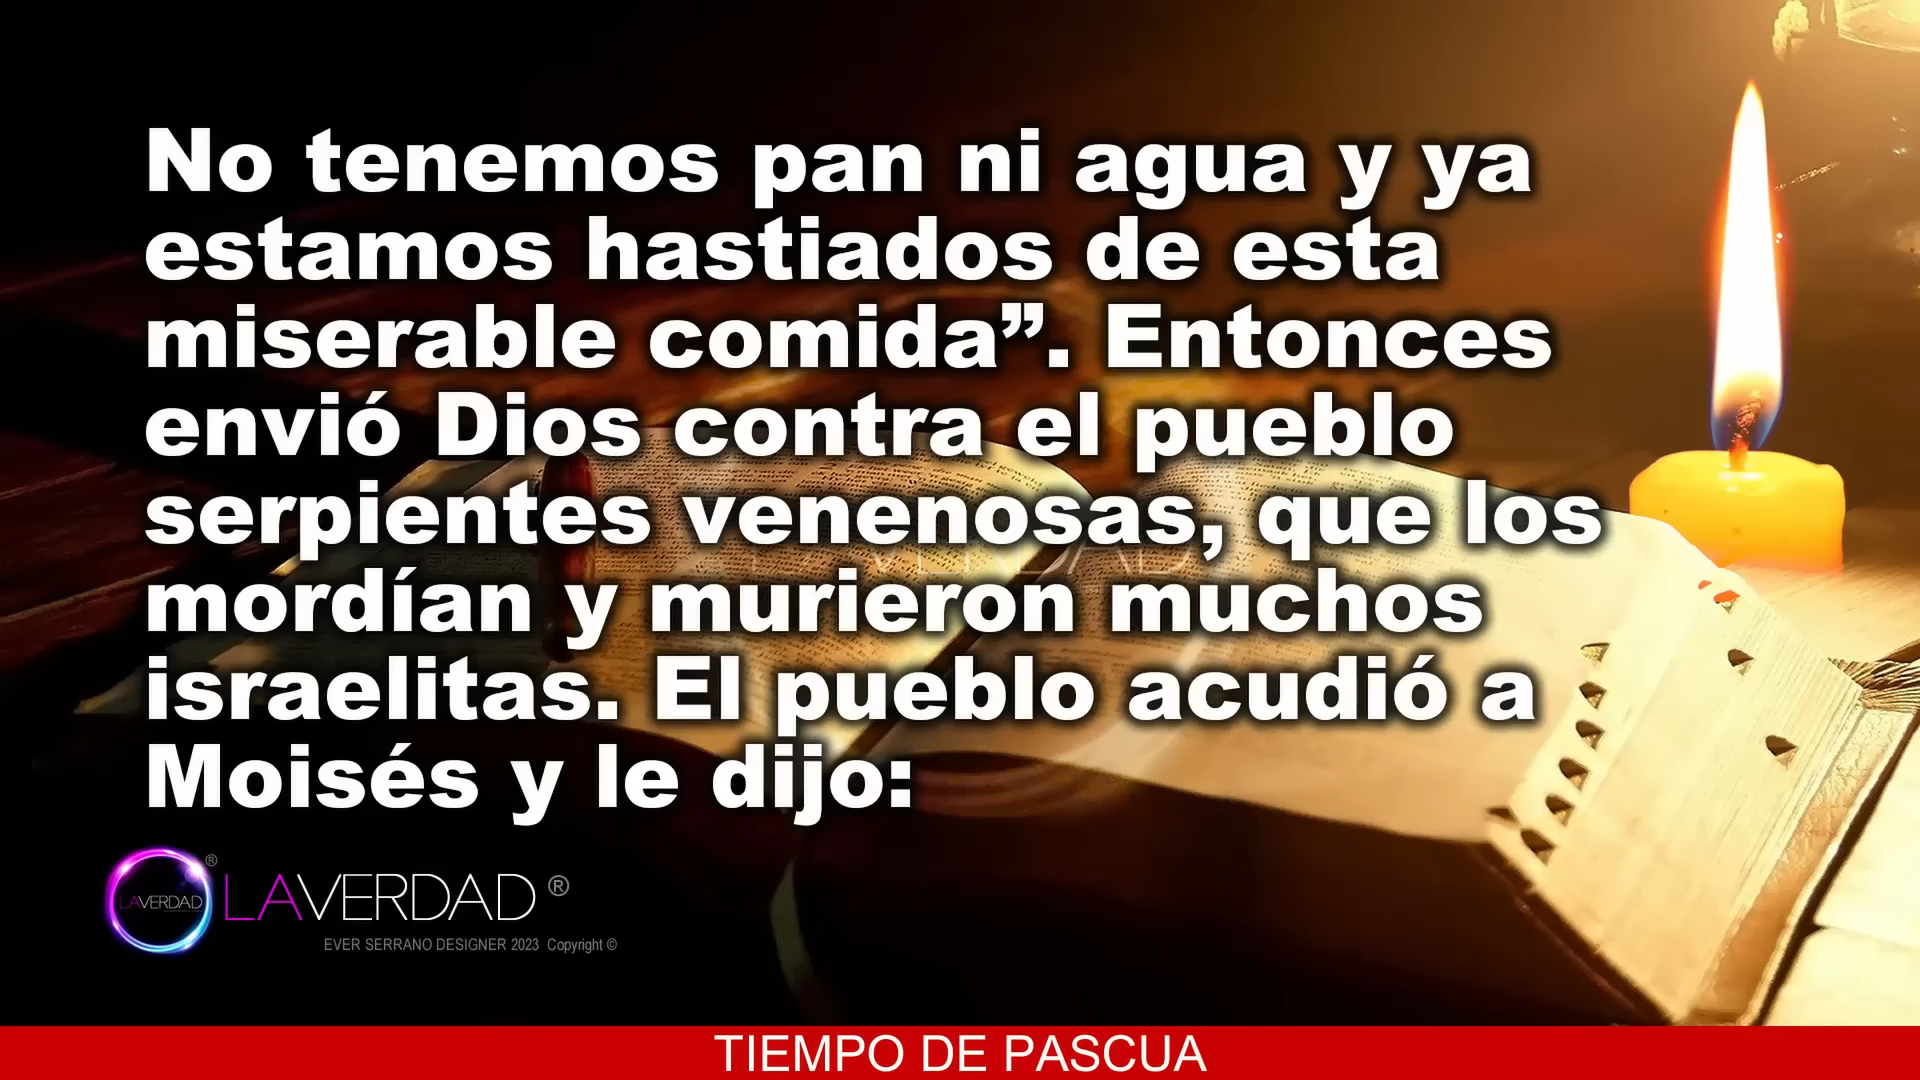 No tenemos pan ni agua y ya
estamos hastiados de esta
miserable comida”. Entonces
envió Dios contra el pueblo
serpientes venenosas, que los
mordían y murieron muchos
israelitas. El pueblo acudió a
Moisés y le dijo:
LAVERDAD ®
LAVERDAD ®
EVER SERRANO DESIGNER 2023 Copyright ©
TIEMPO DE PASCUA